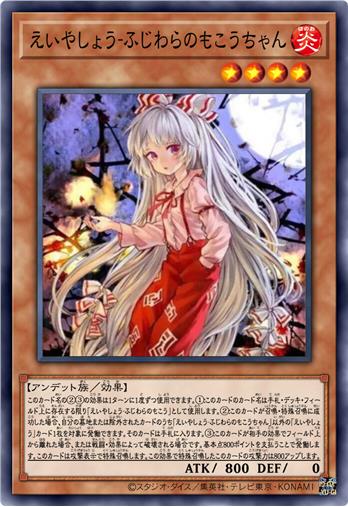 えいやしょう-ふじわらのもこうちゃん
ほのお
炎
【アンデット族／効果】
このカード名の②③の効果は1ターンに1度ずつ使用できます。①このカードのカード名は手札・デッキ・フィー
ルド上に存在する限り「えいやしょう-ふじわらのもこうちゃん」として使用します。②このカードが召喚・特殊召喚に成
功した場合、自分の墓地または除外されたカードのうち「えいやしょう-ふじわらのもこうちゃん」以外の「えいやしょ
う」カード1枚を対象に発動できます。そのカードは手札に入ります。③このカードが相手の効果でフィールド上
から離れた場合、または戦闘・効果によって破壊される場合です、基本点800ポイントを支払うことで発動し
このカードは攻撃表示で特殊召喚します。この効果で特殊召喚したこのカードの攻撃力は800アップします。
ATK/ 800 DEF/ 0
©スタジオ・ダイス／集英社・テレビ東京・KONAMI